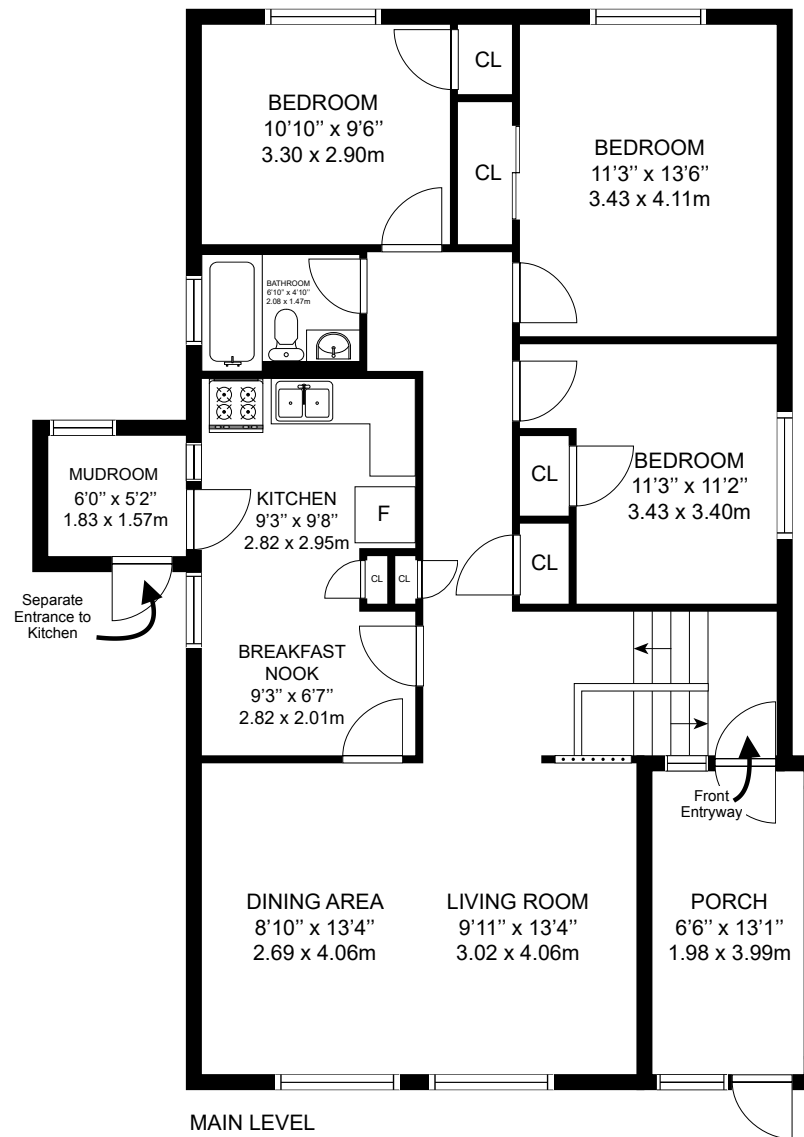 BEDROOM
10'10’’ x 9'6’’
3.30 x 2.90m
CL
CL
BEDROOM
11'3’’ x 13'6’’
3.43 x 4.11m
BATHROOM
6'10’’ x 4'10’’
2.08 x 1.47m
MUDROOM
6'0’’ x 5'2’’
1.83 x 1.57m
KITCHEN
9'3’’ x 9'8’’
2.82 x 2.95m
F
CL
BEDROOM
11'3’’ x 11'2’’
3.43 x 3.40m
CL
CL
CL
Separate
Entrance to
Kitchen
BREAKFAST
NOOK
9'3’’ x 6'7’’
2.82 x 2.01m
Front
Entryway
DINING AREA
8'10’’ x 13'4’’
2.69 x 4.06m
LIVING ROOM
9'11’’ x 13'4’’
3.02 x 4.06m
PORCH
6'6’’ x 13'1’’
1.98 x 3.99m
MAIN LEVEL